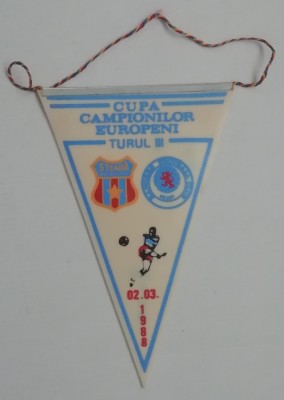 CUPA
CAMPIONILOR
EUROPENI
TURUL III
STEAUA
02.03.
1988